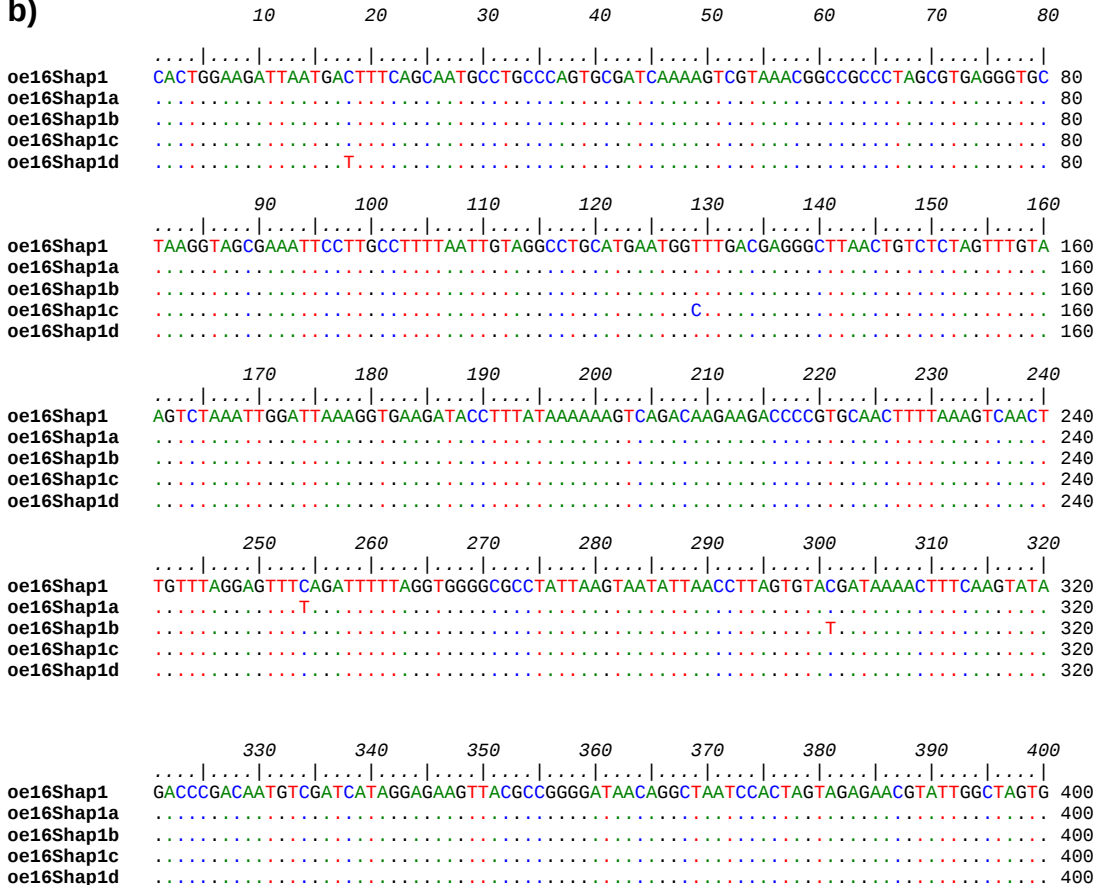 b)
10 20 30 40 50 60 70 80
....|....|....|....|....|....|....|....|....|....|....|....|....|....|....|....|
oe16Shap1 CACTGGAAGATTAATGACTTTCAGCAATGCCTGCCCAGTGCGATCAAAAGTCGTAAACGGCCGCCCTAGCGTGAGGGTGC 80
oe16Shap1a ................................................................................ 80
oe16Shap1b ................................................................................ 80
oe16Shap1c ................................................................................ 80
oe16Shap1d .................T.............................................................. 80
90 100 110 120 130 140 150 160
....|....|....|....|....|....|....|....|....|....|....|....|....|....|....|....|
oe16Shap1 TAAGGTAGCGAAATTCCTTGCCTTTTAATTGTAGGCCTGCATGAATGGTTTGACGAGGGCTTAACTGTCTCTAGTTTGTA 160
oe16Shap1a ................................................................................ 160
oe16Shap1b ................................................................................ 160
oe16Shap1c ................................................C............................... 160
oe16Shap1d ................................................................................ 160
170 180 190 200 210 220 230 240
....|....|....|....|....|....|....|....|....|....|....|....|....|....|....|....|
oe16Shap1 AGTCTAAATTGGATTAAAGGTGAAGATACCTTTATAAAAAAGTCAGACAAGAAGACCCCGTGCAACTTTTAAAGTCAACT 240
oe16Shap1a ................................................................................ 240
oe16Shap1b ................................................................................ 240
oe16Shap1c ................................................................................ 240
oe16Shap1d ................................................................................ 240
250 260 270 280 290 300 310 320
....|....|....|....|....|....|....|....|....|....|....|....|....|....|....|....|
oe16Shap1 TGTTTAGGAGTTTCAGATTTTTAGGTGGGGCGCCTATTAAGTAATATTAACCTTAGTGTACGATAAAACTTTCAAGTATA 320
oe16Shap1a .............T.................................................................. 320
oe16Shap1b ............................................................T................... 320
oe16Shap1c ................................................................................ 320
oe16Shap1d ................................................................................ 320
330 340 350 360 370 380 390 400
....|....|....|....|....|....|....|....|....|....|....|....|....|....|....|....|
oe16Shap1 GACCCGACAATGTCGATCATAGGAGAAGTTACGCCGGGGATAACAGGCTAATCCACTAGTAGAGAACGTATTGGCTAGTG 400
oe16Shap1a ................................................................................ 400
oe16Shap1b ................................................................................ 400
oe16Shap1c ................................................................................ 400
oe16Shap1d ................................................................................ 400